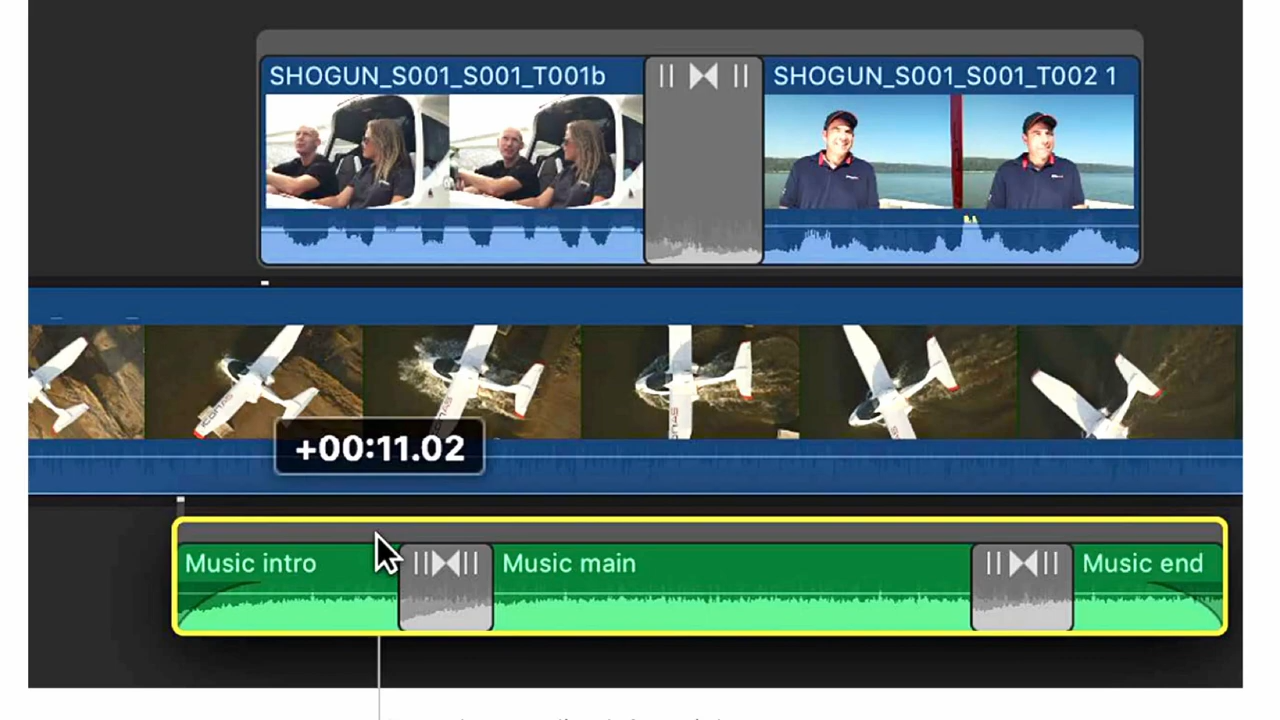 SHOGUN_S001_S001_T001b
SHOGUN_S001_S001_T002 1
+00:11.02
Music intro
Music main
Music end